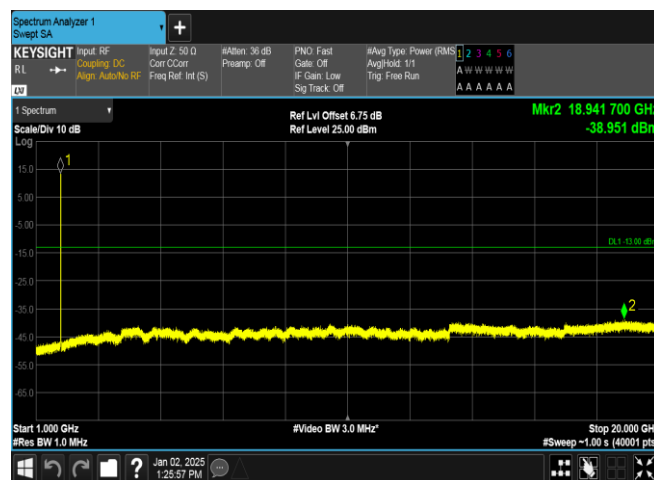 Spectrum Analyzer 1
Swept SA
KEYSIGHT
R L
LXI
Input: RF
Coupling: DC
Align: Auto/No RF
Input Z: 50 Ω
Corr CCorr
Freq Ref: Int (S)
#Atten: 36 dB
Preamp: Off
PNO: Fast
Gate: Off
IF Gain: Low
Sig Track: Off
#Avg Type: Power (RMS
Avg|Hold: 1/1
Trig: Free Run
1 2 3 4 5 6
A W W W W W
A A A A A A
1 Spectrum
Scale/Div 10 dB
Log
Ref Lvl Offset 6.75 dB
Ref Level 25.00 dBm
Mkr2 18.941 700 GHz
-38.951 dBm
1
15.0
5.00
-5.00
DL1 -13.00 dBm
-15.0
-25.0
2
-35.0
-45.0
-55.0
-65.0
Start 1.000 GHz
#Res BW 1.0 MHz
#Video BW 3.0 MHz*
Stop 20.000 GHz
#Sweep ~1.00 s (40001 pts
?
Jan 02, 2025
1:25:57 PM